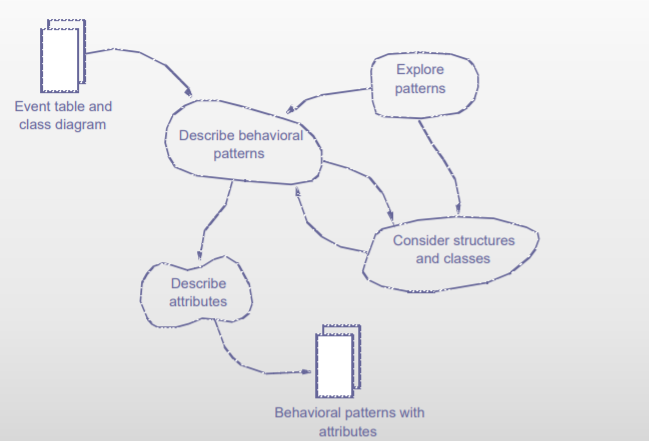 Event table and
class diagram
Explore
patterns
Describe behavioral
patterns
Consider structures
and classes
Describe
attributes
Behavioral patterns with
attributes